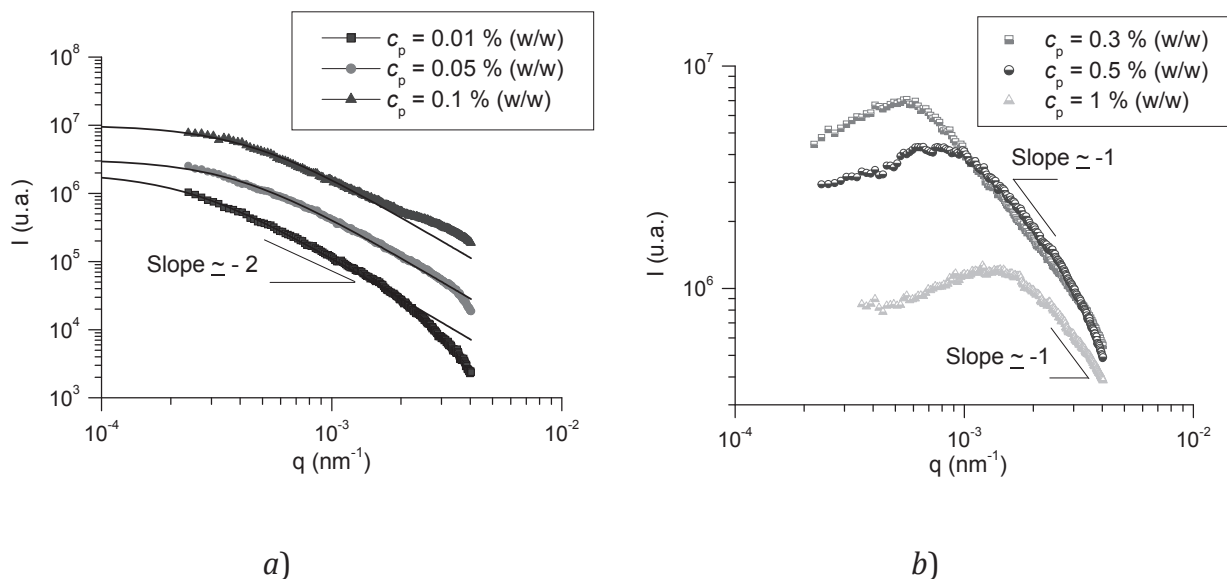 c_p = 0.01 % (w/w)
c_p = 0.05 % (w/w)
c_p = 0.1 % (w/w)
10^8
10^7
10^6
10^5
10^4
10^3
I (u.a.)
Slope ≃ - 2
10^-4
10^-3
10^-2
q (nm^-1)
a)
c_p = 0.3 % (w/w)
c_p = 0.5 % (w/w)
c_p = 1 % (w/w)
10^7
10^6
I (u.a.)
Slope ≃ -1
Slope ≃ -1
10^-4
10^-3
10^-2
q (nm^-1)
b)